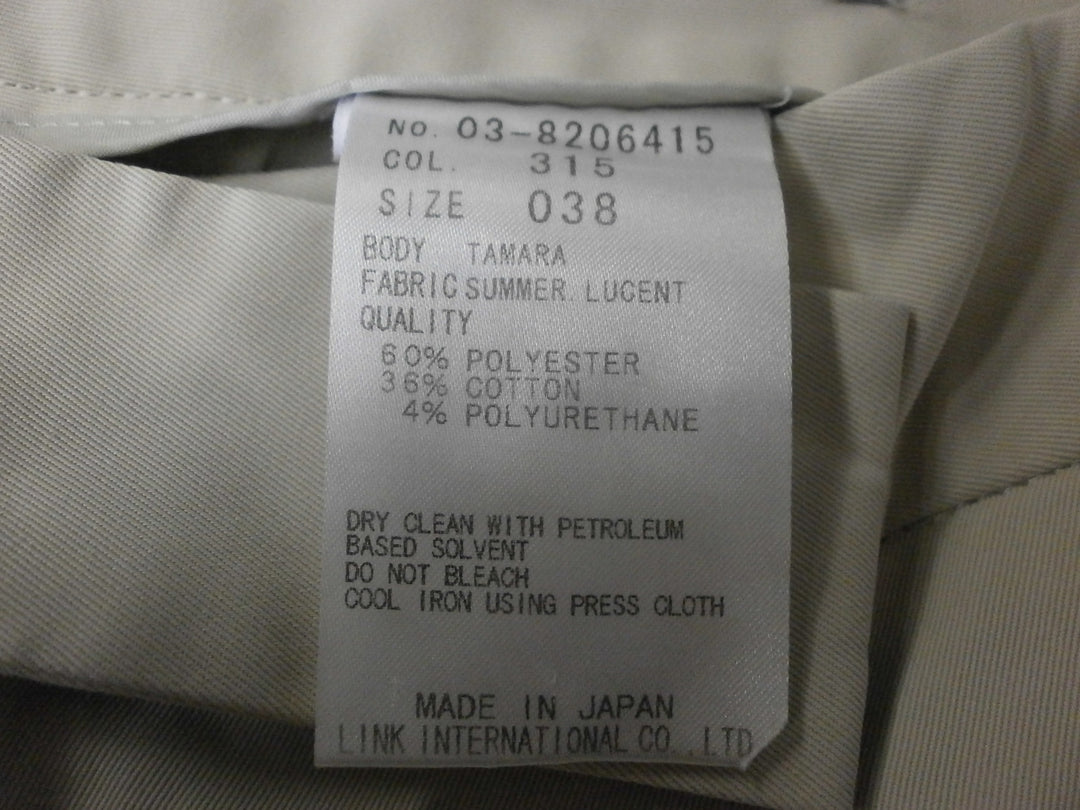 NO. 03-8206415
COL. 315
SIZE 038
BODY TAMARA
FABRIC SUMMER LUCENT
QUALITY
60% POLYESTER
36% COTTON
4% POLYURETHANE
DRY CLEAN WITH PETROLEUM
BASED SOLVENT
DO NOT BLEACH
COOL IRON USING PRESS CLOTH
MADE IN JAPAN
LINK INTERNATIONAL CO.,LTD